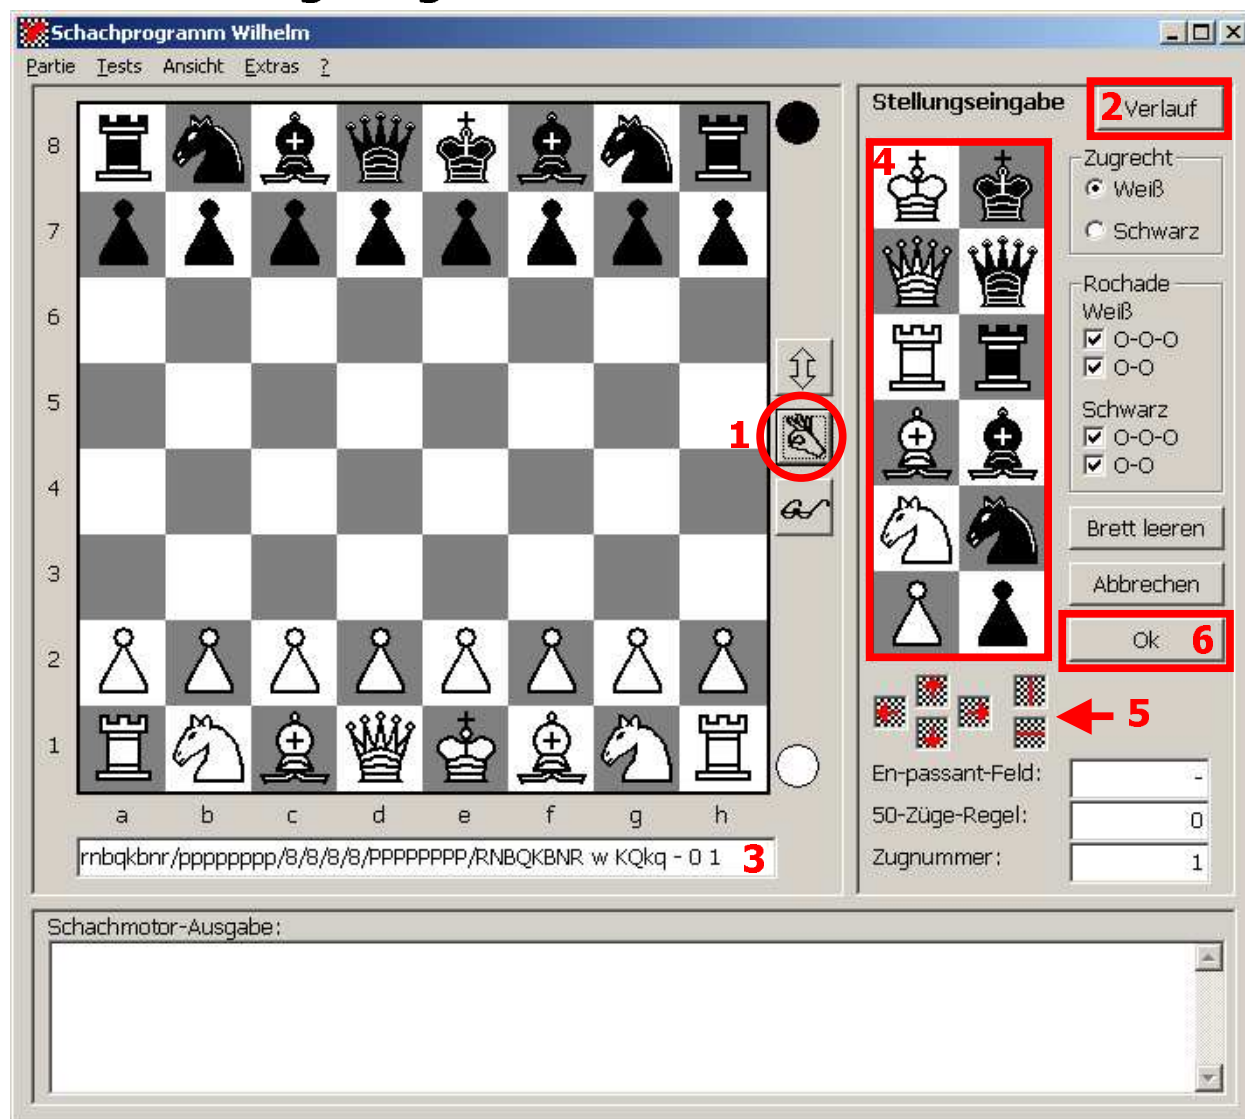 Schachprogramm Wilhelm
Partie Tests Ansicht Extras ?
Stellungseingabe 2 Verlauf
8
7
6
5
4
3
2
1
a b c d e f g h
1
rnbqkbnr/pppppppp/8/8/8/8/PPPPPPPP/RNBQKBNR w KQkq - 0 1 3
4
Zugrecht
Weiß
Schwarz
Rochade
Weiß
O-O-O
O-O
Schwarz
O-O-O
O-O
Brett leeren
Abbrechen
Ok 6
5
En-passant-Feld: -
50-Züge-Regel: 0
Zugnummer: 1
Schachmotor-Ausgabe: